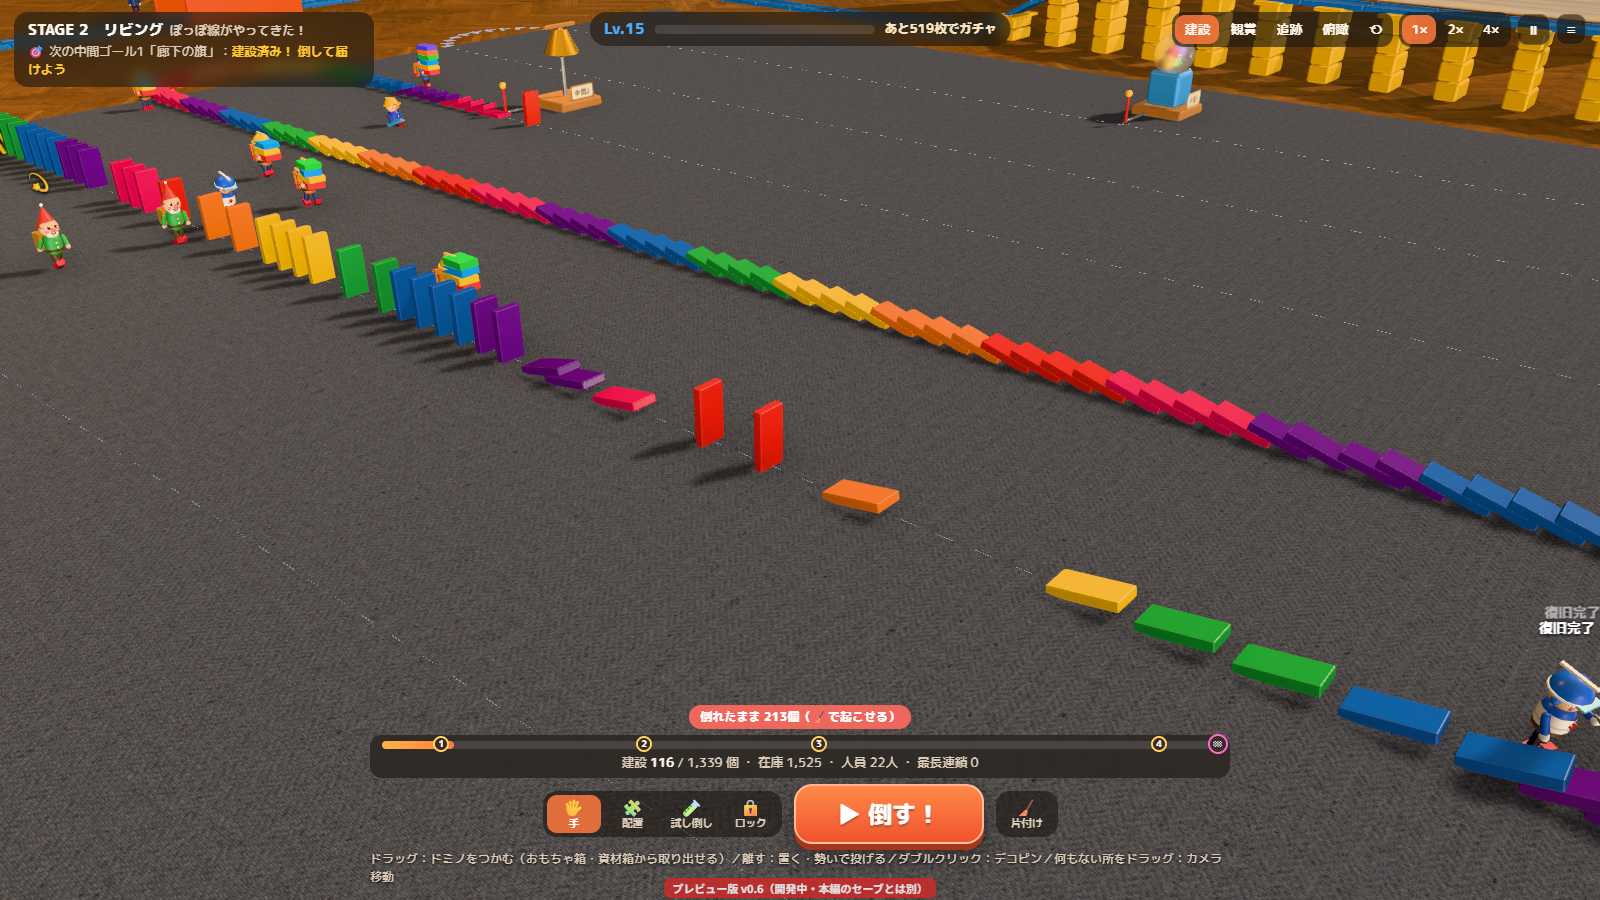 STAGE 2 リビング ぽっぽ線がやってきた！
🎯 次の中間ゴール1「廊下の旗」：建設済み！ 倒して届
けよう
Lv.15
あと519枚でガチャ
建設 観賞 追跡 俯瞰 1× 2× 4×
復旧完了
復旧完了
倒れたまま 213個（🧹で起こせる）
1 2 3 4
建設 116 / 1,339 個 ・ 在庫 1,525 ・ 人員 22人 ・ 最長連鎖 0
手 配置 試し倒し ロック
▶ 倒す！
片付け
ドラッグ：ドミノをつかむ（おもちゃ箱・資材箱から取り出せる）／離す：置く・勢いで投げる／ダブルクリック：デコピン／何もない所をドラッグ：カメラ
移動
プレビュー版 v0.6（開発中・本編のセーブとは別）